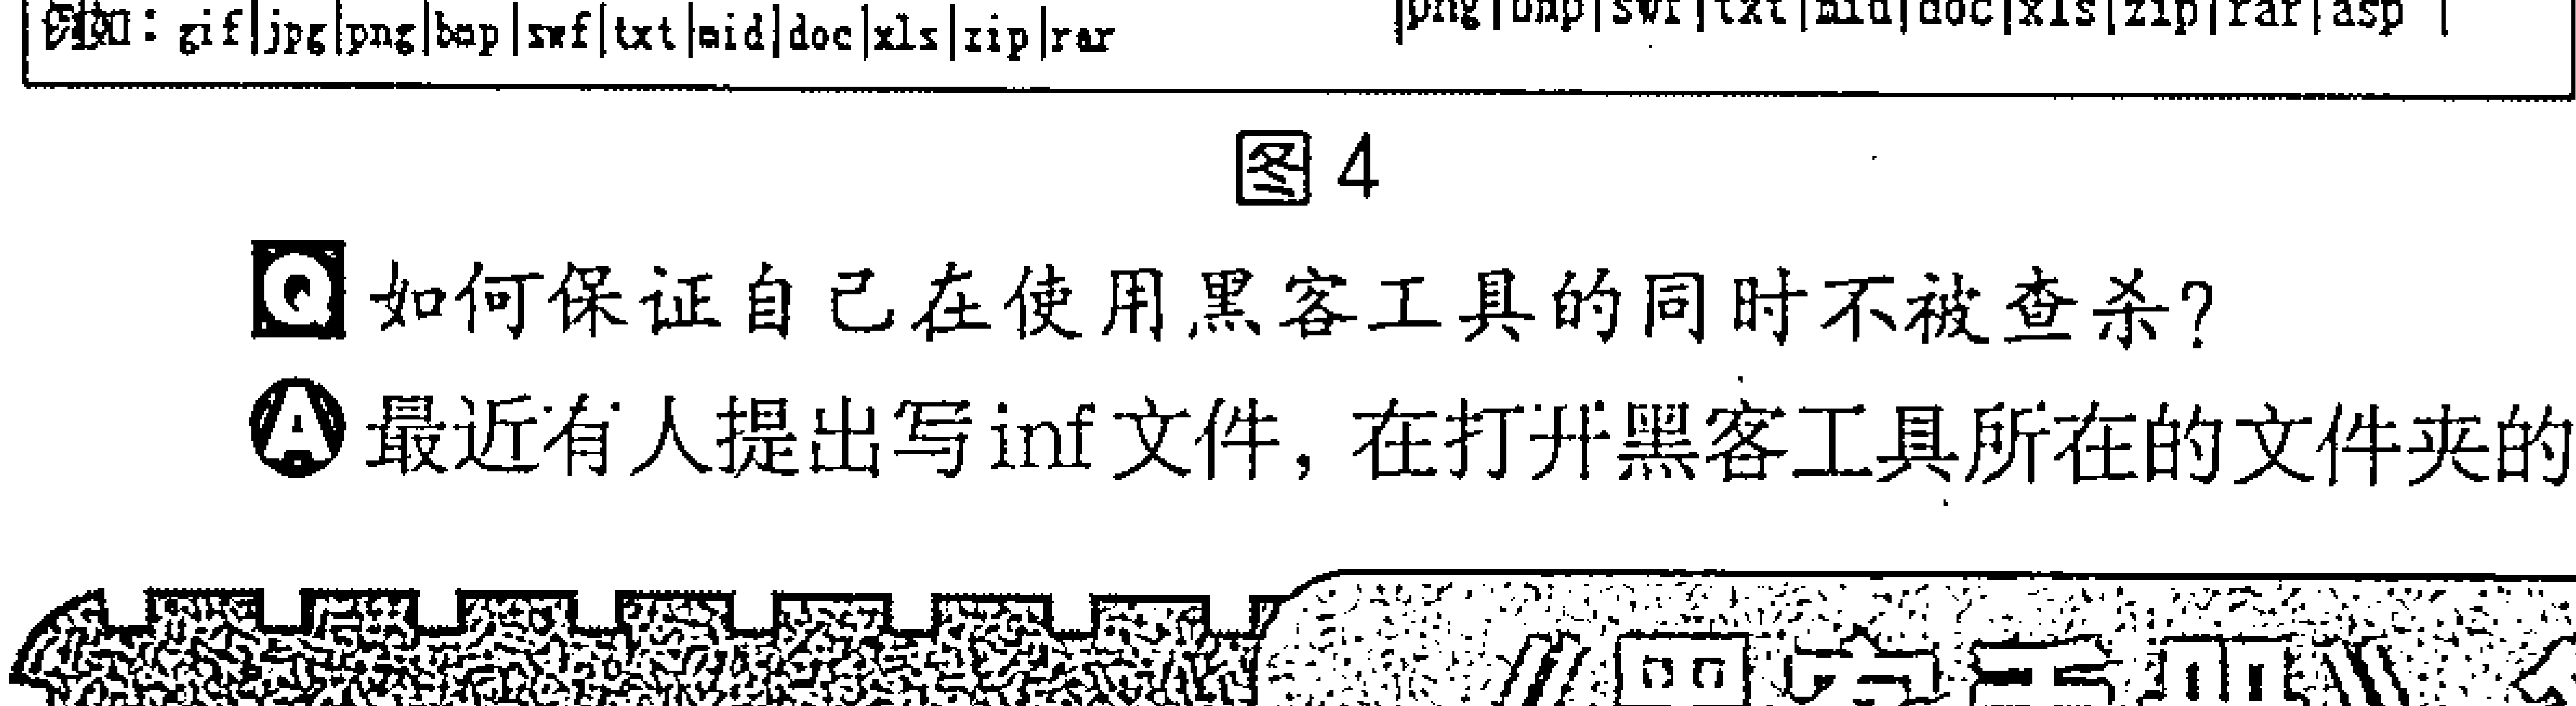 例如：gif|jpg|png|bmp|swf|txt|mid|doc|xls|zip|rar
|png|bmp|swf|txt|mid|doc|xls|zip|rar|asp |
图 4
Q 如何保证自己在使用黑客工具的同时不被查杀？
A 最近有人提出写inf文件，在打开黑客工具所在的文件夹的